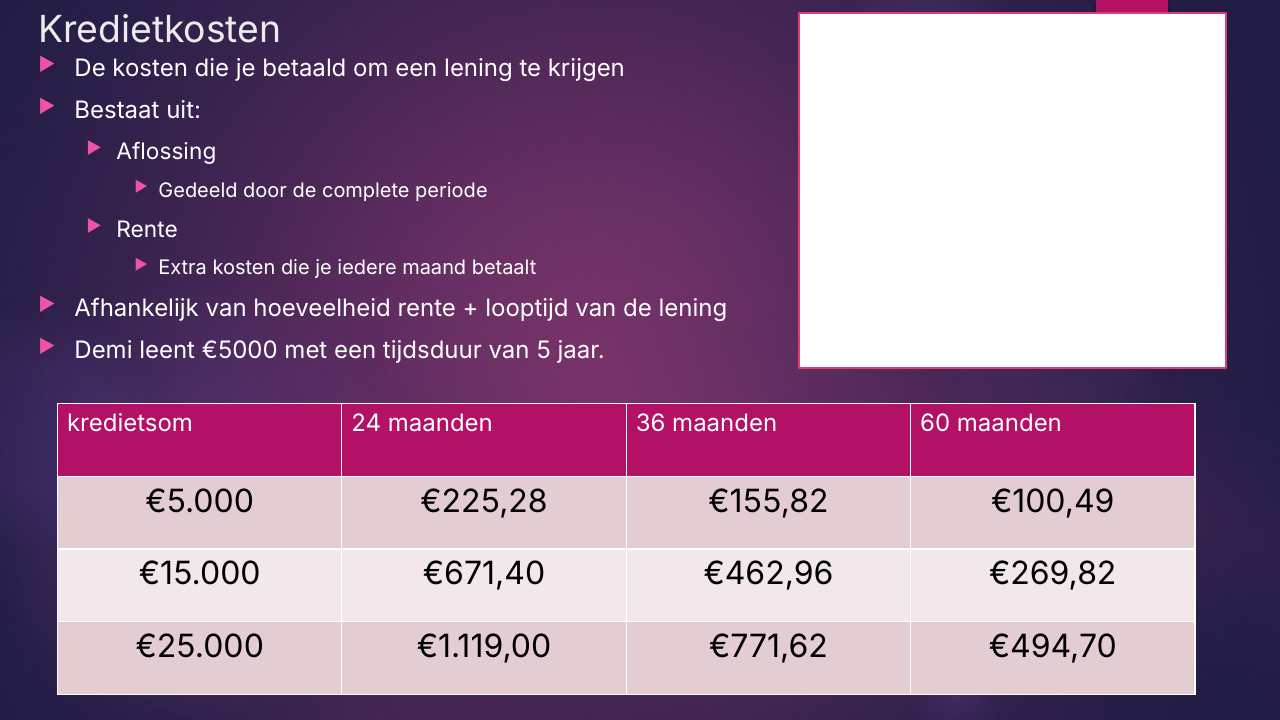 Kredietkosten
De kosten die je betaald om een lening te krijgen
Bestaat uit:
Aflossing
Gedeeld door de complete periode
Rente
Extra kosten die je iedere maand betaalt
Afhankelijk van hoeveelheid rente + looptijd van de lening
Demi leent €5000 met een tijdsduur van 5 jaar.
kredietsom 24 maanden 36 maanden 60 maanden
€5.000 €225,28 €155,82 €100,49
€15.000 €671,40 €462,96 €269,82
€25.000 €1.119,00 €771,62 €494,70